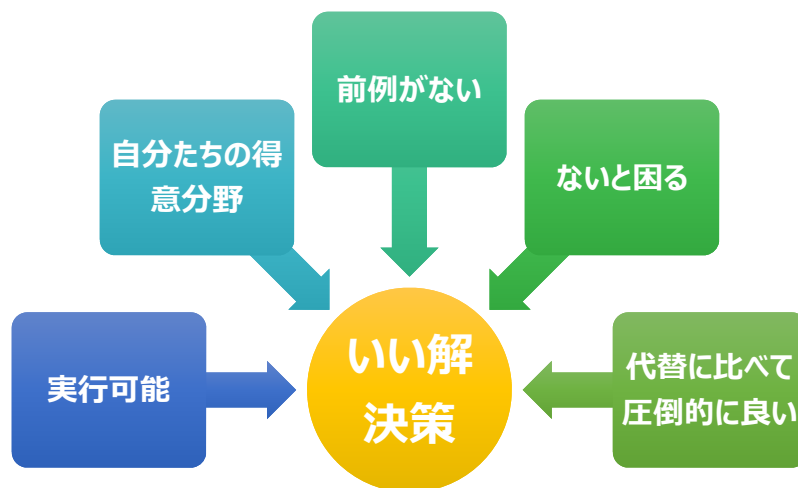 前例がない
自分たちの得
意分野
ないと困る
実行可能
いい解
決策
代替に比べて
圧倒的に良い